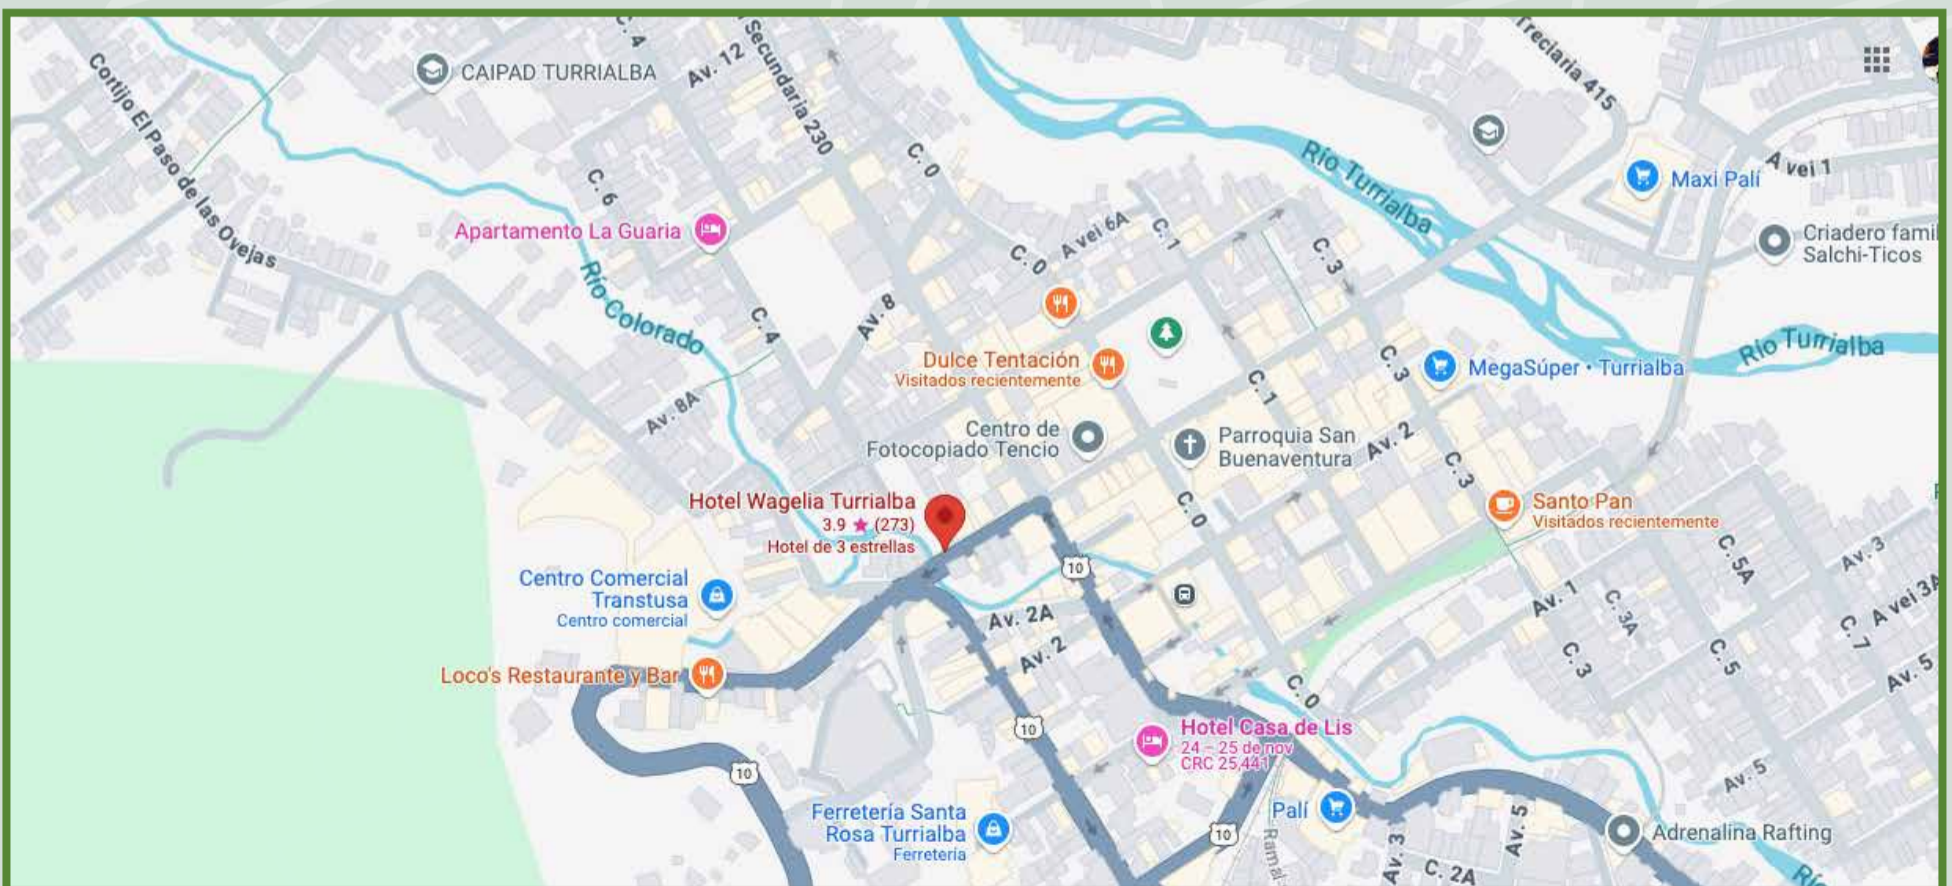 C. 4
Secundaria 230
Treciaria 415
Av. 12
CAIPAD TURRIALBA
Cortijo El Paso de las Ovejas
C. 0
Río Turrialba
Maxi Palí
A vei 1
C. 6
Apartamento La Guaria
A vei 6A
C. 1
C. 0
C. 3
Criadero famil
Salchi-Ticos
Río Colorado
C. 4
Av. 8
Río Turrialba
Dulce Tentación
Visitados recientemente
C. 3
MegaSúper • Turrialba
C. 1
Av. 8A
Centro de
Fotocopiado Tencio
Parroquia San
Buenaventura
Av. 2
C. 3
Hotel Wagelia Turrialba
3.9 ★ (273)
Hotel de 3 estrellas
C. 0
Santo Pan
Visitados recientemente
C. 5A
Av. 3
10
Centro Comercial
Transtusa
Centro comercial
Av. 2A
Av. 1
C. 3A
A vei 3A
C. 7
Av. 2
C. 3
C. 5
Av. 5
Loco's Restaurante y Bar
C. 0
10
Hotel Casa de Lis
24 – 25 de nov
CRC 25,441
10
Av. 5
Ferretería Santa
Rosa Turrialba
Ferretería
Palí
10
Ramal
Av. 3
Av. 5
Adrenalina Rafting
C. 2A
Rí